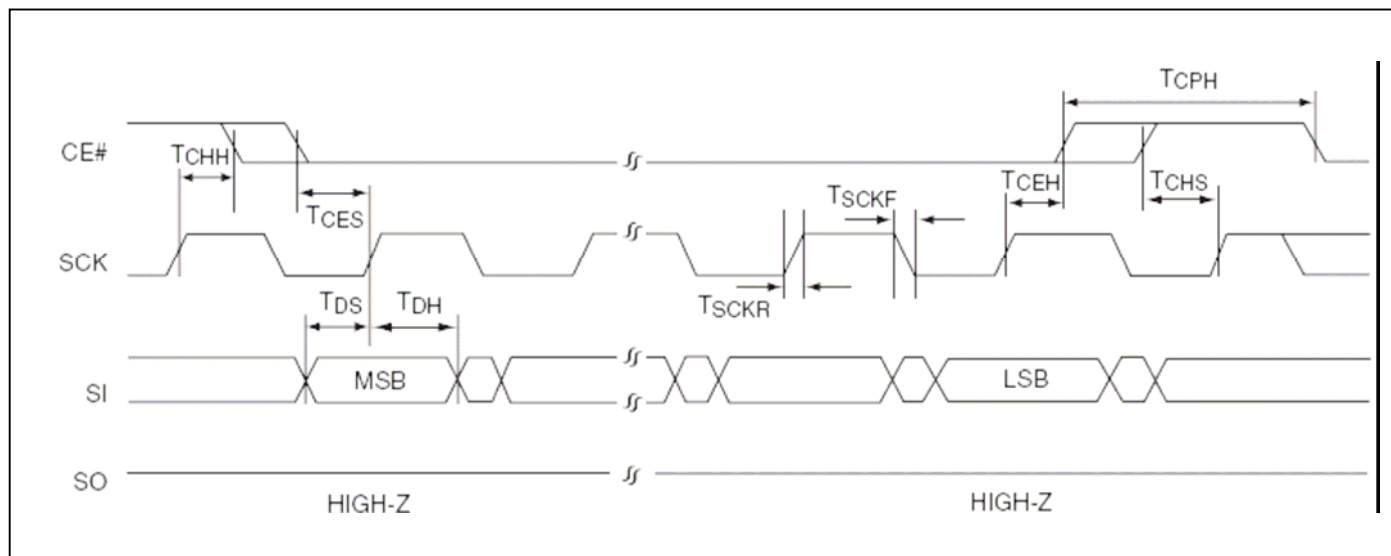 TCPH
CE#
TCHH
TCES
TSCKF
TCEH
TCHS
SCK
TDS
TDH
TSCKR
SI
MSB
LSB
SO
HIGH-Z
HIGH-Z